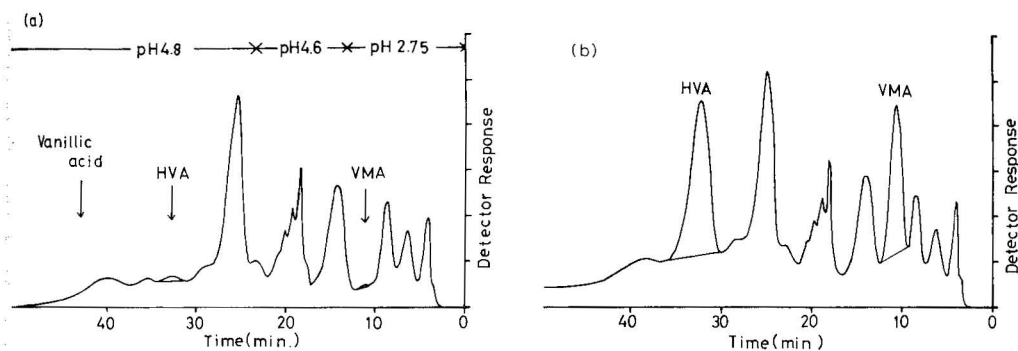 (a)
pH4.8
pH4.6
pH 2.75
Vanillic
acid
HVA
VMA
Detector Response
40
30
20
10
0
Time(min.)
(b)
HVA
VMA
Detector Response
40
30
20
10
0
Time(min.)